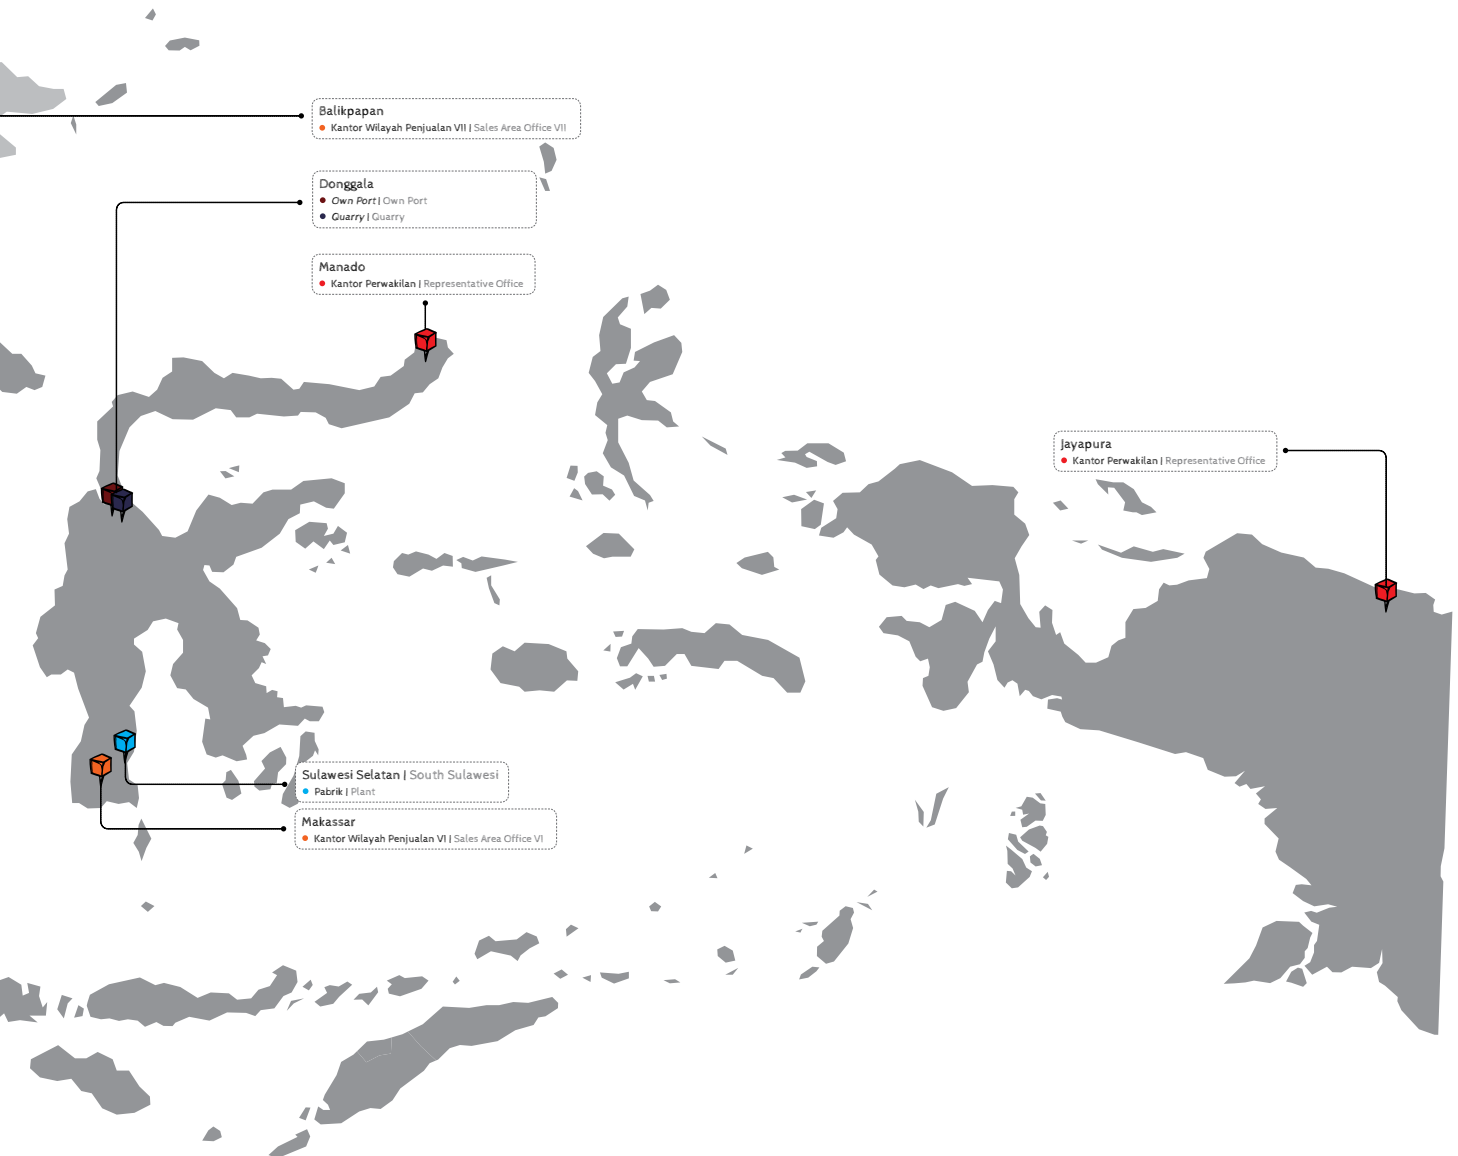 Balikpapan
Kantor Wilayah Penjualan VII | Sales Area Office VII
Donggala
Own Port | Own Port
Quarry | Quarry
Manado
Kantor Perwakilan | Representative Office
Jayapura
Kantor Perwakilan | Representative Office
Sulawesi Selatan | South Sulawesi
Pabrik | Plant
Makassar
Kantor Wilayah Penjualan VI | Sales Area Office VI